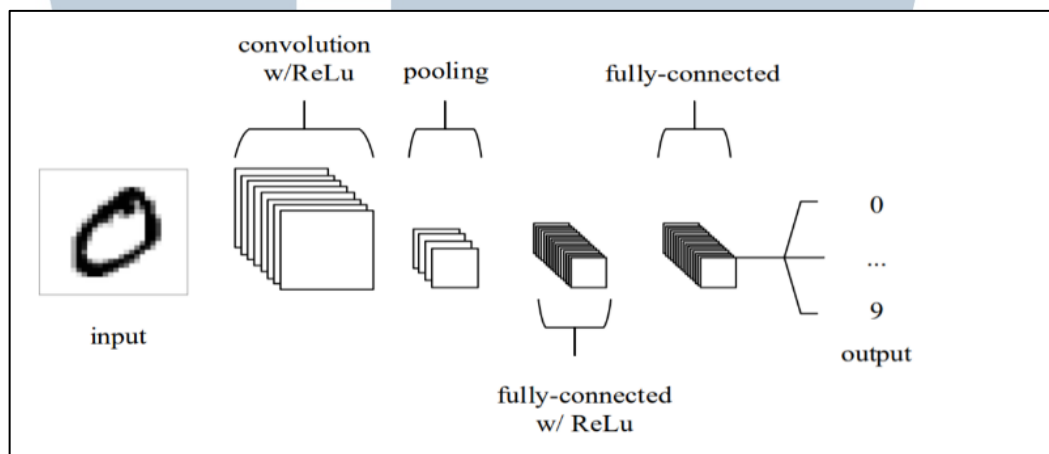 convolution
w/ReLu
pooling
fully-connected
input
fully-connected
w/ ReLu
0
...
9
output